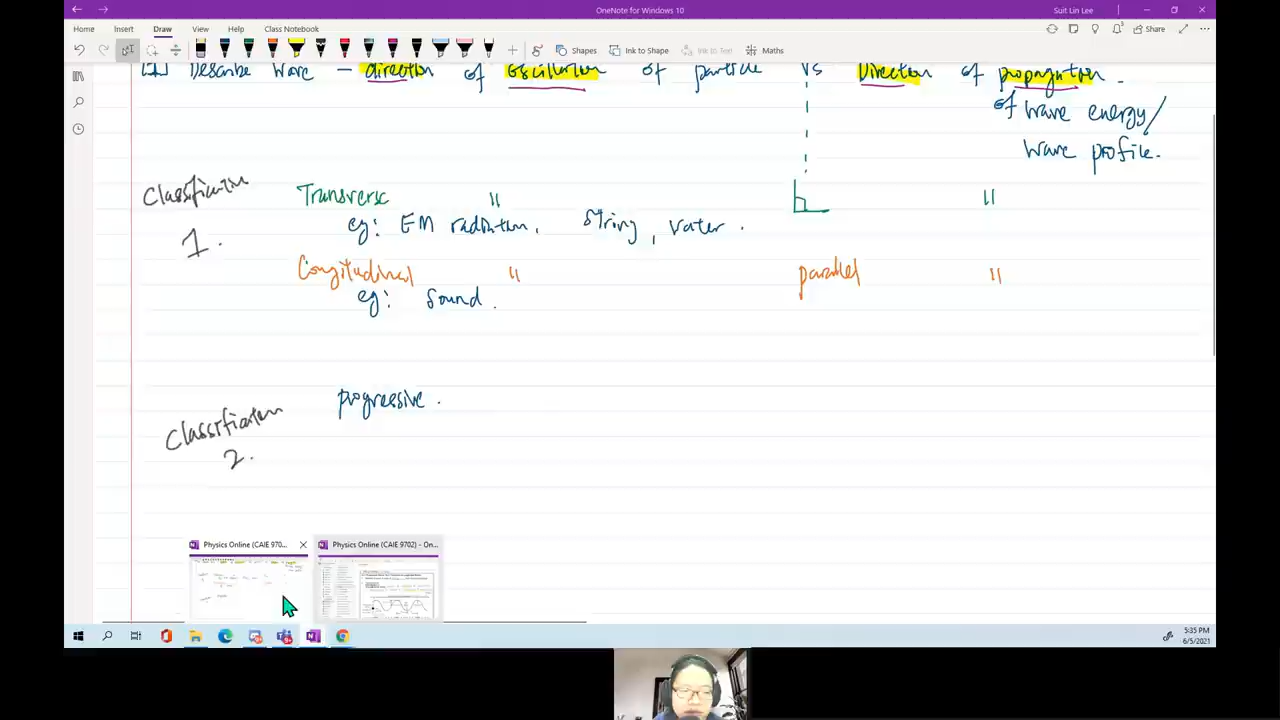 OneNote for Windows 10
Suit Lin Lee
Home Insert Draw View Help Class Notebook
Share
Shapes Ink to Shape Ink to Text Maths
[1] Describe wave — direction of oscillation of particle vs Direction of propagation.
of wave energy/
wave profile.
Classification
1.
Transverse " "
eg: EM radiation, string, water.
Longitudinal " parallel "
eg: sound.
progressive.
Classification
2.
Physics Online (CAIE 970...
Physics Online (CAIE 9702) - On...
5:35 PM
6/5/2021